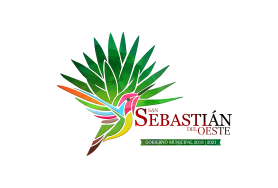 SAN
SEBASTIÁN
DEL OESTE
GOBIERNO MUNICIPAL 2018 | 2021